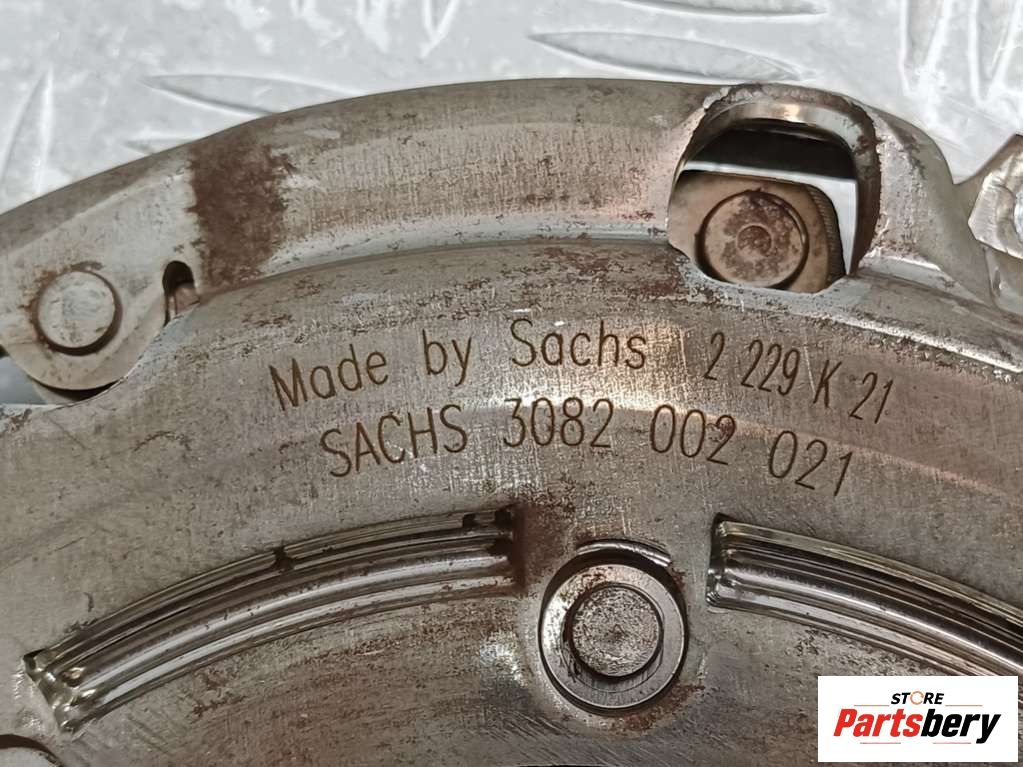 Made by Sachs 2 229 K 21
SACHS 3082 002 021
STORE
Partsbery